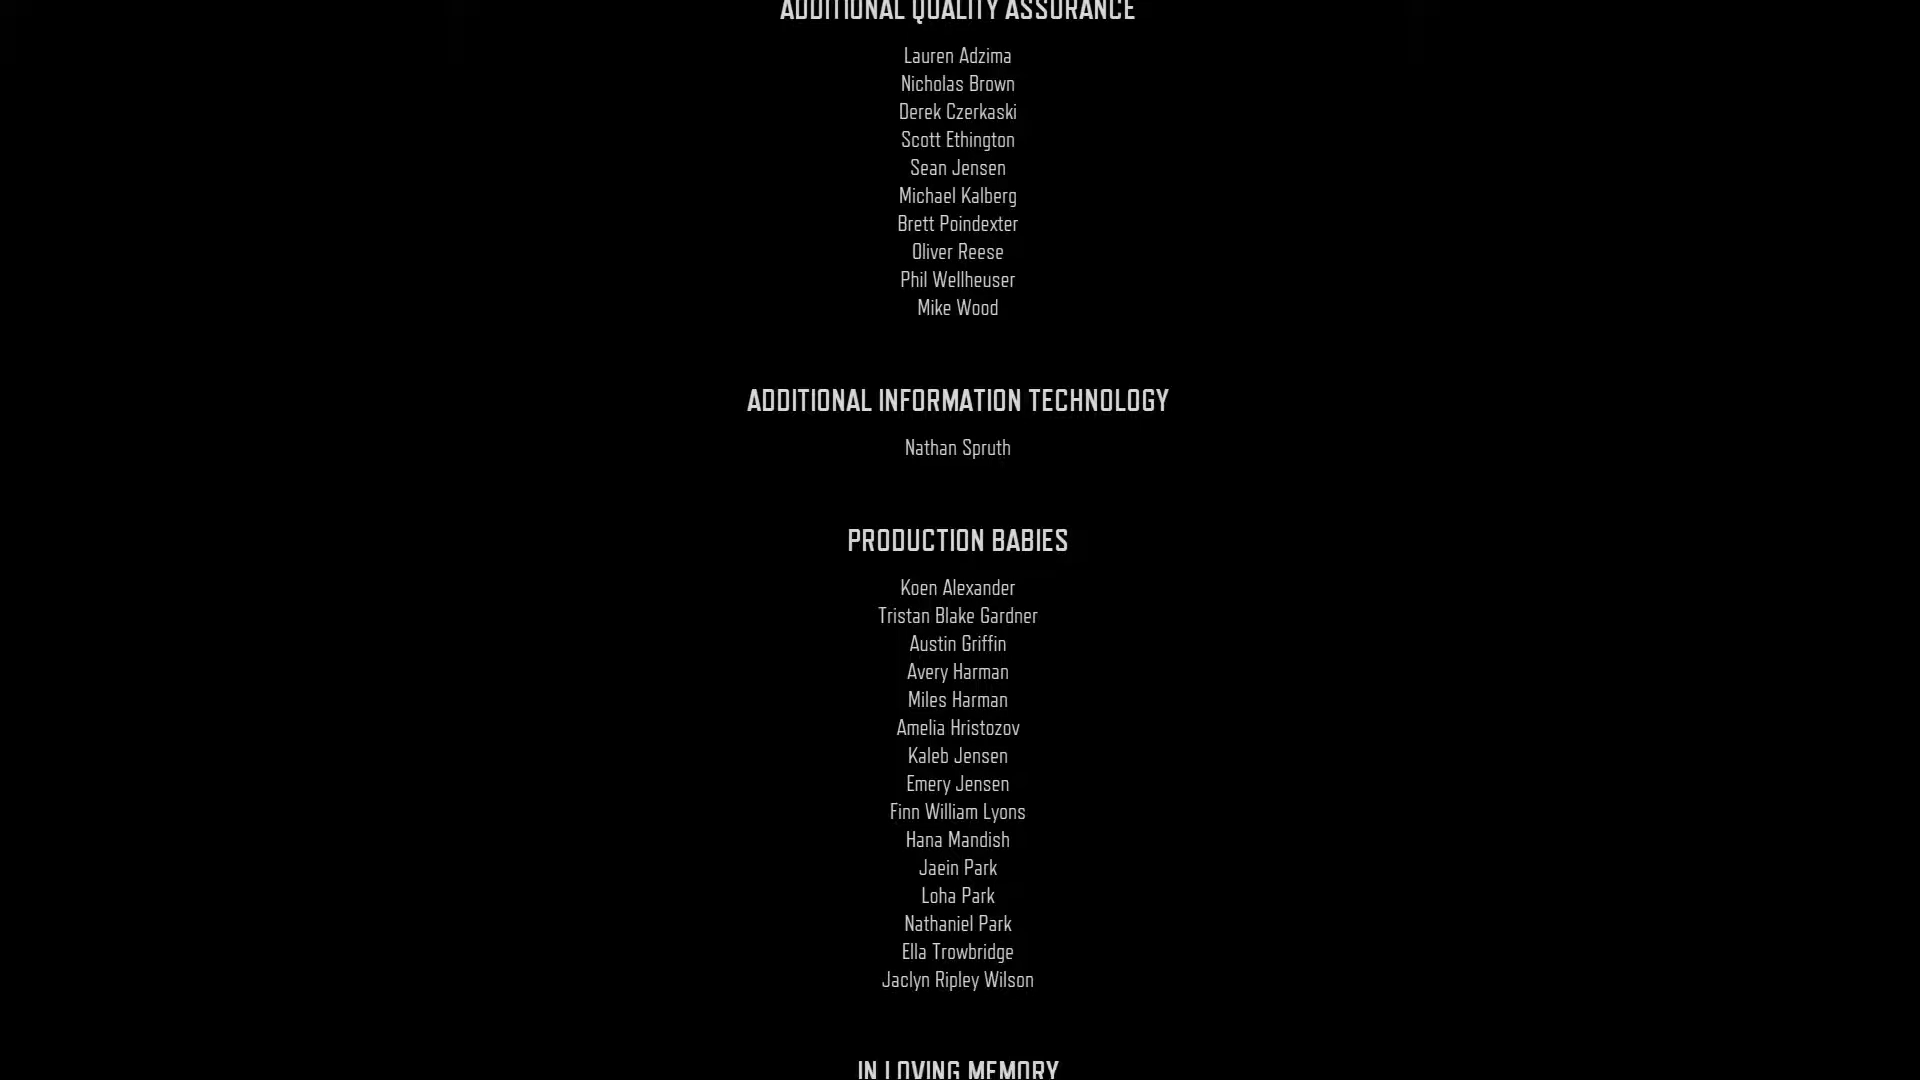 ADDITIONAL QUALITY ASSURANCE
Lauren Adzima
Nicholas Brown
Derek Czerkaski
Scott Ethington
Sean Jensen
Michael Kalberg
Brett Poindexter
Oliver Reese
Phil Wellheuser
Mike Wood
ADDITIONAL INFORMATION TECHNOLOGY
Nathan Spruth
PRODUCTION BABIES
Koen Alexander
Tristan Blake Gardner
Austin Griffin
Avery Harman
Miles Harman
Amelia Hristozov
Kaleb Jensen
Emery Jensen
Finn William Lyons
Hana Mandish
Jaein Park
Loha Park
Nathaniel Park
Ella Trowbridge
Jaclyn Ripley Wilson
IN LOVING MEMORY